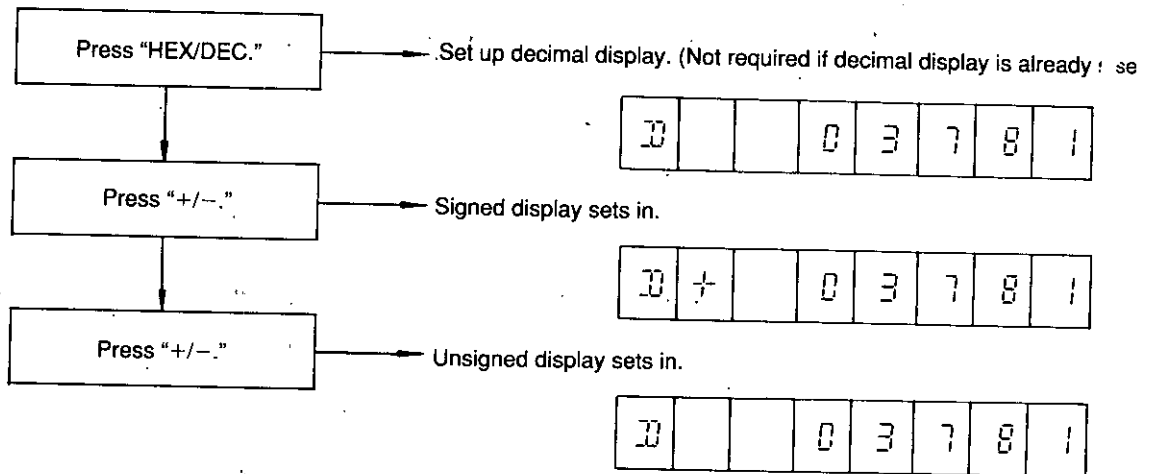 Press "HEX/DEC."
Set up decimal display. (Not required if decimal display is already
D 0 3 7 8 1
Press "+/−."
Signed display sets in.
D + 0 3 7 8 1
Press "+/−."
Unsigned display sets in.
D 0 3 7 8 1